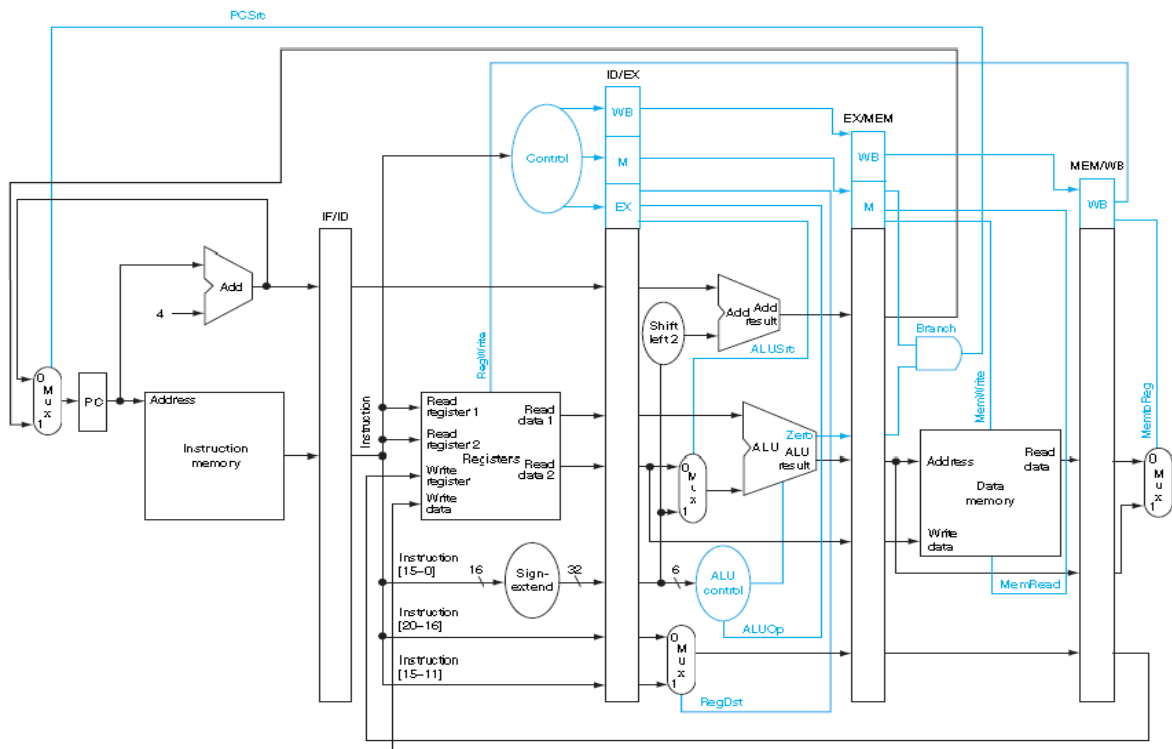 PCSrc
ID/EX
WB
EX/MEM
Control
M
WB
MEM/WB
EX
M
WB
IF/ID
Add
4
Shift
left 2
Add
Add
result
ALUSrc
Branch
RegWrite
MemWrite
MemtoReg
0
M
u
x
1
PC
Address
Instruction
memory
Instruction
Read
register 1
Read
register 2
Write
register
Write
data
Registers
Read
data 1
Read
data 2
0
M
u
x
1
Zero
ALU
ALU
result
Address
Read
data
Data
memory
Write
data
0
M
u
x
1
Instruction
[15–0]
16
Sign-
extend
32
6
ALU
control
MemRead
Instruction
[20–16]
ALUOp
0
M
u
x
1
Instruction
[15–11]
RegDst